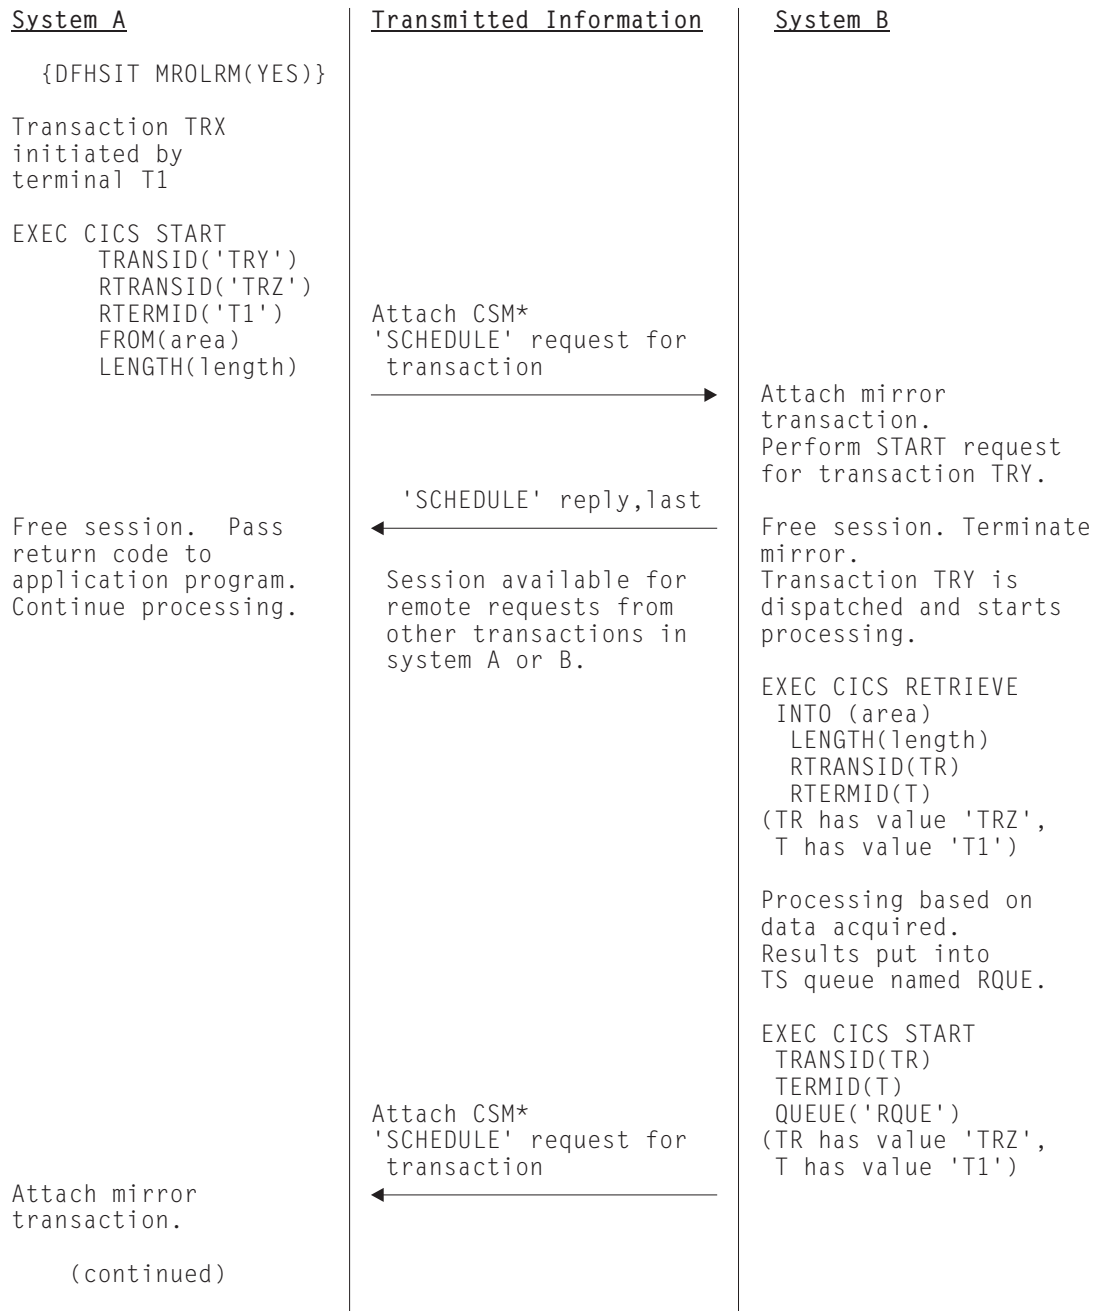 System A
Transmitted Information
System B
{DFHSIT MROLRM(YES)}
Transaction TRX
initiated by
terminal T1
EXEC CICS START
TRANSID('TRY')
RTRANSID('TRZ')
RTERMID('T1')
FROM(area)
LENGTH(length)
Attach CSM*
'SCHEDULE' request for
transaction
Attach mirror
transaction.
Perform START request
for transaction TRY.
'SCHEDULE' reply,last
Free session.  Pass
return code to
application program.
Continue processing.
Session available for
remote requests from
other transactions in
system A or B.
Free session. Terminate
mirror.
Transaction TRY is
dispatched and starts
processing.
EXEC CICS RETRIEVE
INTO (area)
LENGTH(length)
RTRANSID(TR)
RTERMID(T)
(TR has value 'TRZ',
T has value 'T1')
Processing based on
data acquired.
Results put into
TS queue named RQUE.
EXEC CICS START
TRANSID(TR)
TERMID(T)
QUEUE('RQUE')
(TR has value 'TRZ',
T has value 'T1')
Attach CSM*
'SCHEDULE' request for
transaction
Attach mirror
transaction.
(continued)